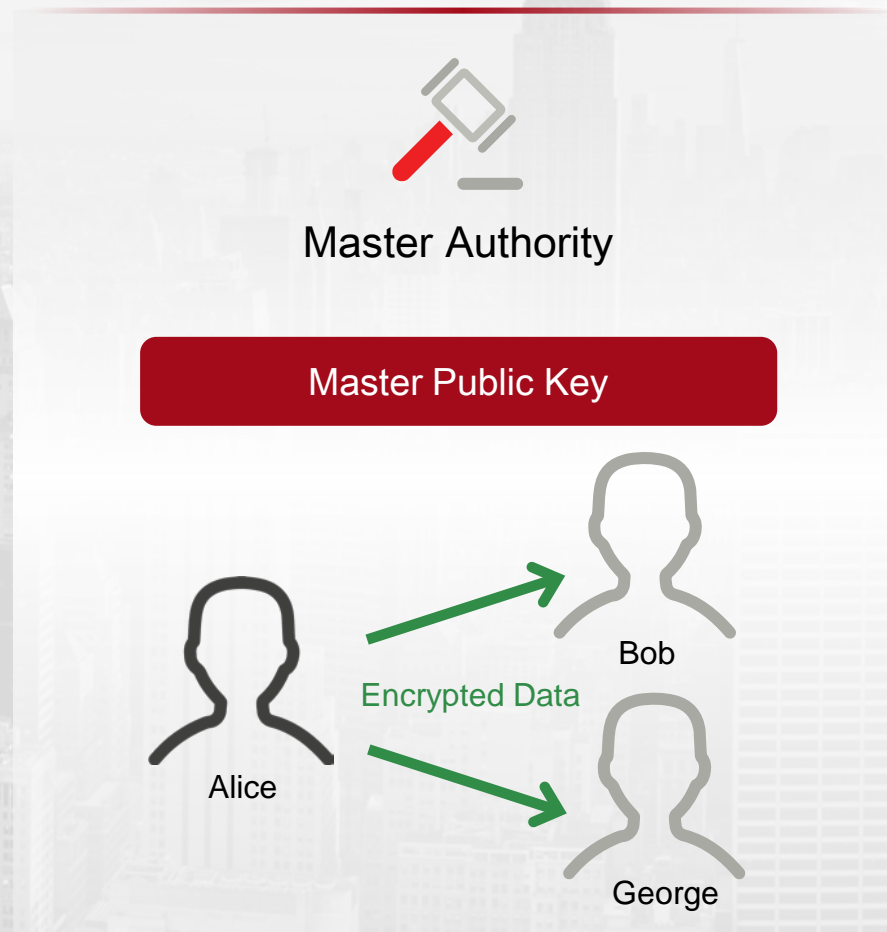 Master Authority
Master Public Key
Bob
Encrypted Data
Alice
George